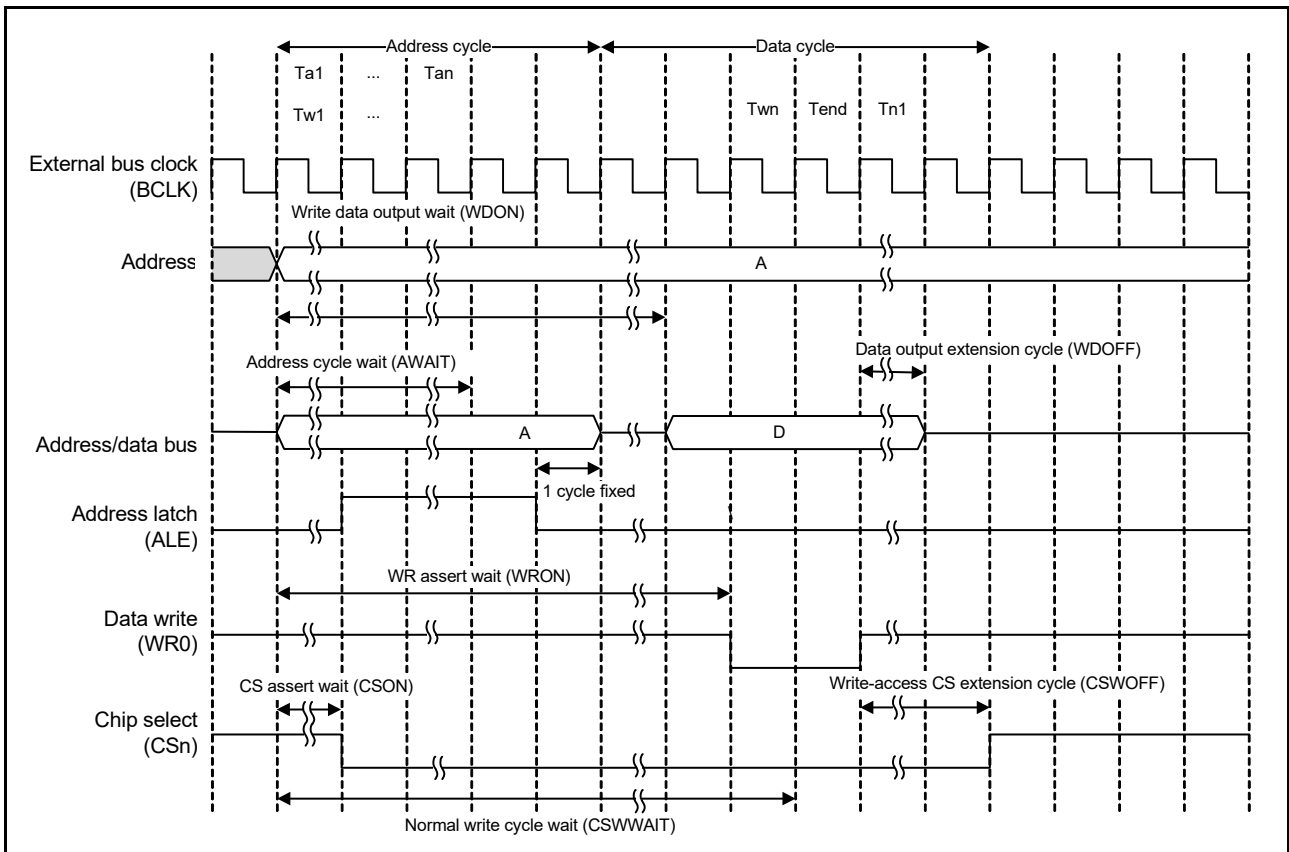 Address cycle
Data cycle
Ta1
...
Tan
Tw1
...
Twn
Tend
Tn1
External bus clock
(BCLK)
Write data output wait (WDON)
Address
A
Data output extension cycle (WDOFF)
Address cycle wait (AWAIT)
Address/data bus
A
D
1 cycle fixed
Address latch
(ALE)
WR assert wait (WRON)
Data write
(WR0)
CS assert wait (CSON)
Write-access CS extension cycle (CSWOFF)
Chip select
(CSn)
Normal write cycle wait (CSWWAIT)